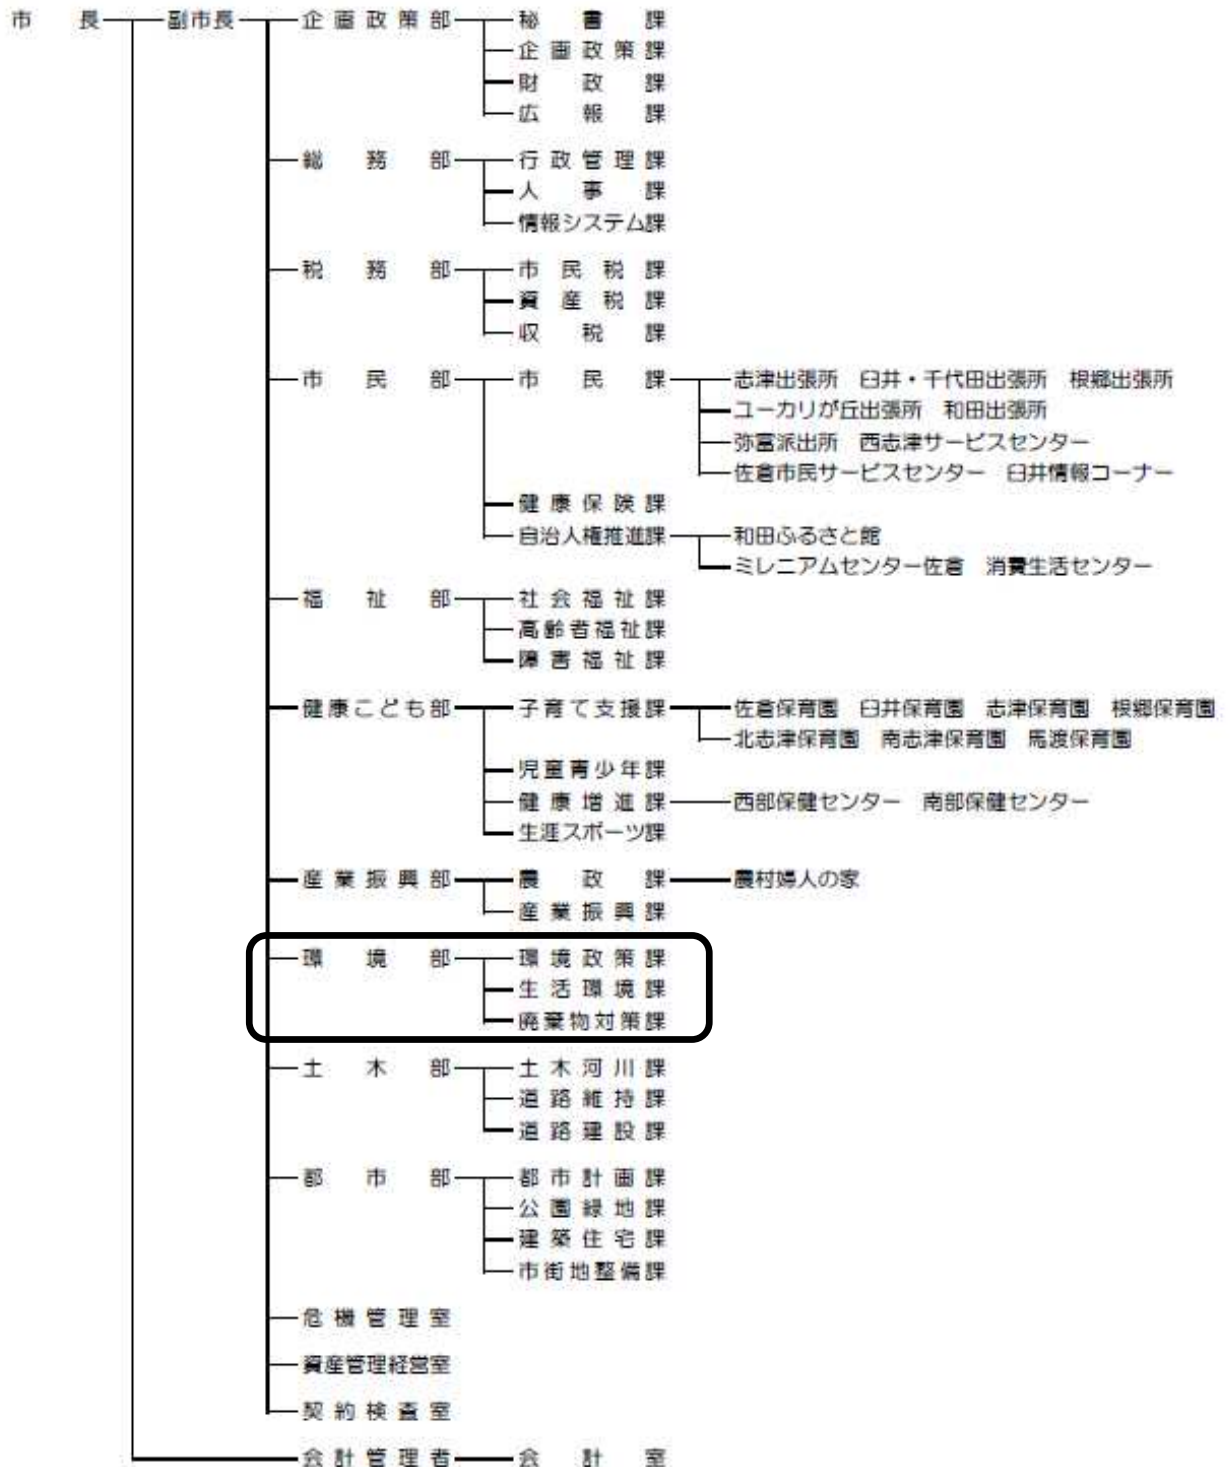 市長 副市長 企画政策部 秘書課
企画政策課
財政課
広報課
総務部 行政管理課
人事課
情報システム課
税務部 市民税課
資産税課
収税課
市民部 市民課 志津出張所 臼井・千代田出張所 根郷出張所
ユーカリが丘出張所 和田出張所
弥富派出所 西志津サービスセンター
佐倉市民サービスセンター 臼井情報コーナー
健康保険課
自治人権推進課 和田ふるさと館
ミレニアムセンター佐倉 消費生活センター
福祉部 社会福祉課
高齢者福祉課
障害福祉課
健康こども部 子育て支援課 佐倉保育園 臼井保育園 志津保育園 根郷保育園
北志津保育園 南志津保育園 馬渡保育園
児童青少年課
健康増進課 西部保健センター 南部保健センター
生涯スポーツ課
産業振興部 農政課 農村婦人の家
産業振興課
環境部 環境政策課
生活環境課
廃棄物対策課
土木部 土木河川課
道路維持課
道路建設課
都市部 都市計画課
公園緑地課
建築住宅課
市街地整備課
危機管理室
資産管理経営室
契約検査室
会計管理者 会計室